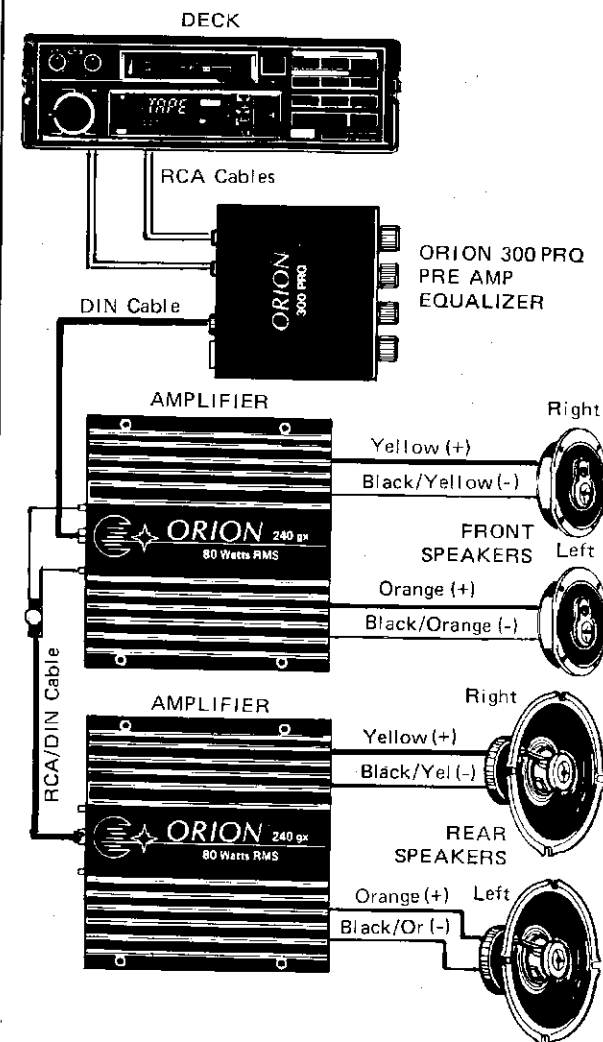 DECK
TAPE
RCA Cables
ORION
300 PRQ
ORION 300 PRQ
PRE AMP
EQUALIZER
DIN Cable
AMPLIFIER
Right
Yellow (+)
Black/Yellow (-)
ORION 240 gx
80 Watts RMS
FRONT
SPEAKERS
Left
Orange (+)
Black/Orange (-)
RCA/DIN Cable
AMPLIFIER
Right
Yellow (+)
Black/Yel (-)
ORION 240 gx
80 Watts RMS
REAR
SPEAKERS
Orange (+)
Left
Black/Or (-)